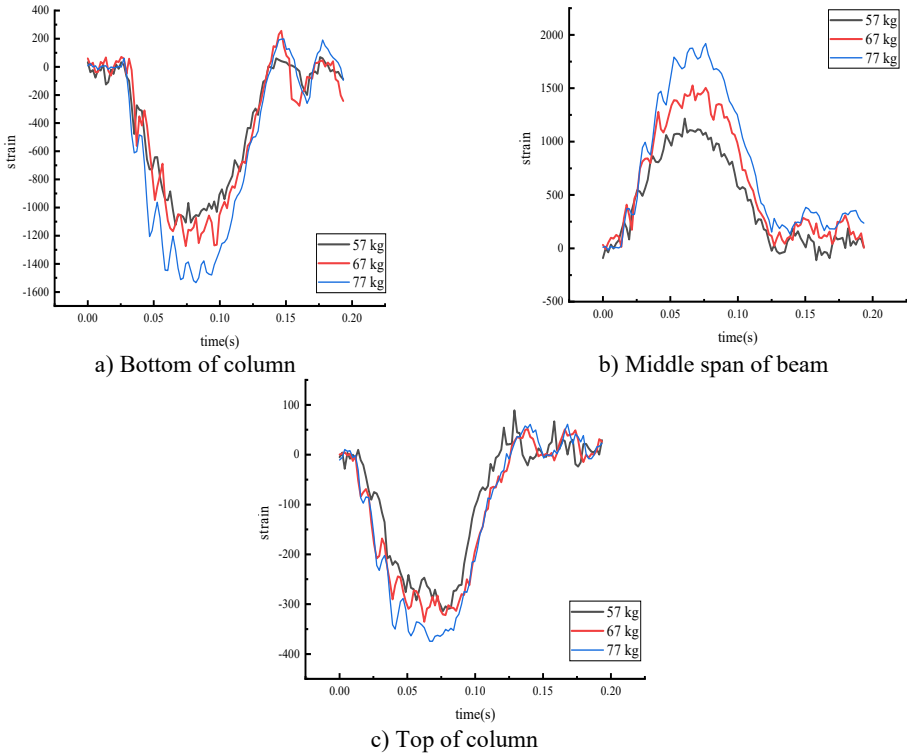 400
200
0
-200
-400
-600
-800
-1000
-1200
-1400
-1600
strain
0.00
0.05
0.10
0.15
0.20
time(s)
57 kg
67 kg
77 kg
a) Bottom of column
2000
1500
1000
500
0
-500
strain
0.00
0.05
0.10
0.15
0.20
time(s)
57 kg
67 kg
77 kg
b) Middle span of beam
100
0
-100
-200
-300
-400
strain
0.00
0.05
0.10
0.15
0.20
time(s)
57 kg
67 kg
77 kg
c) Top of column